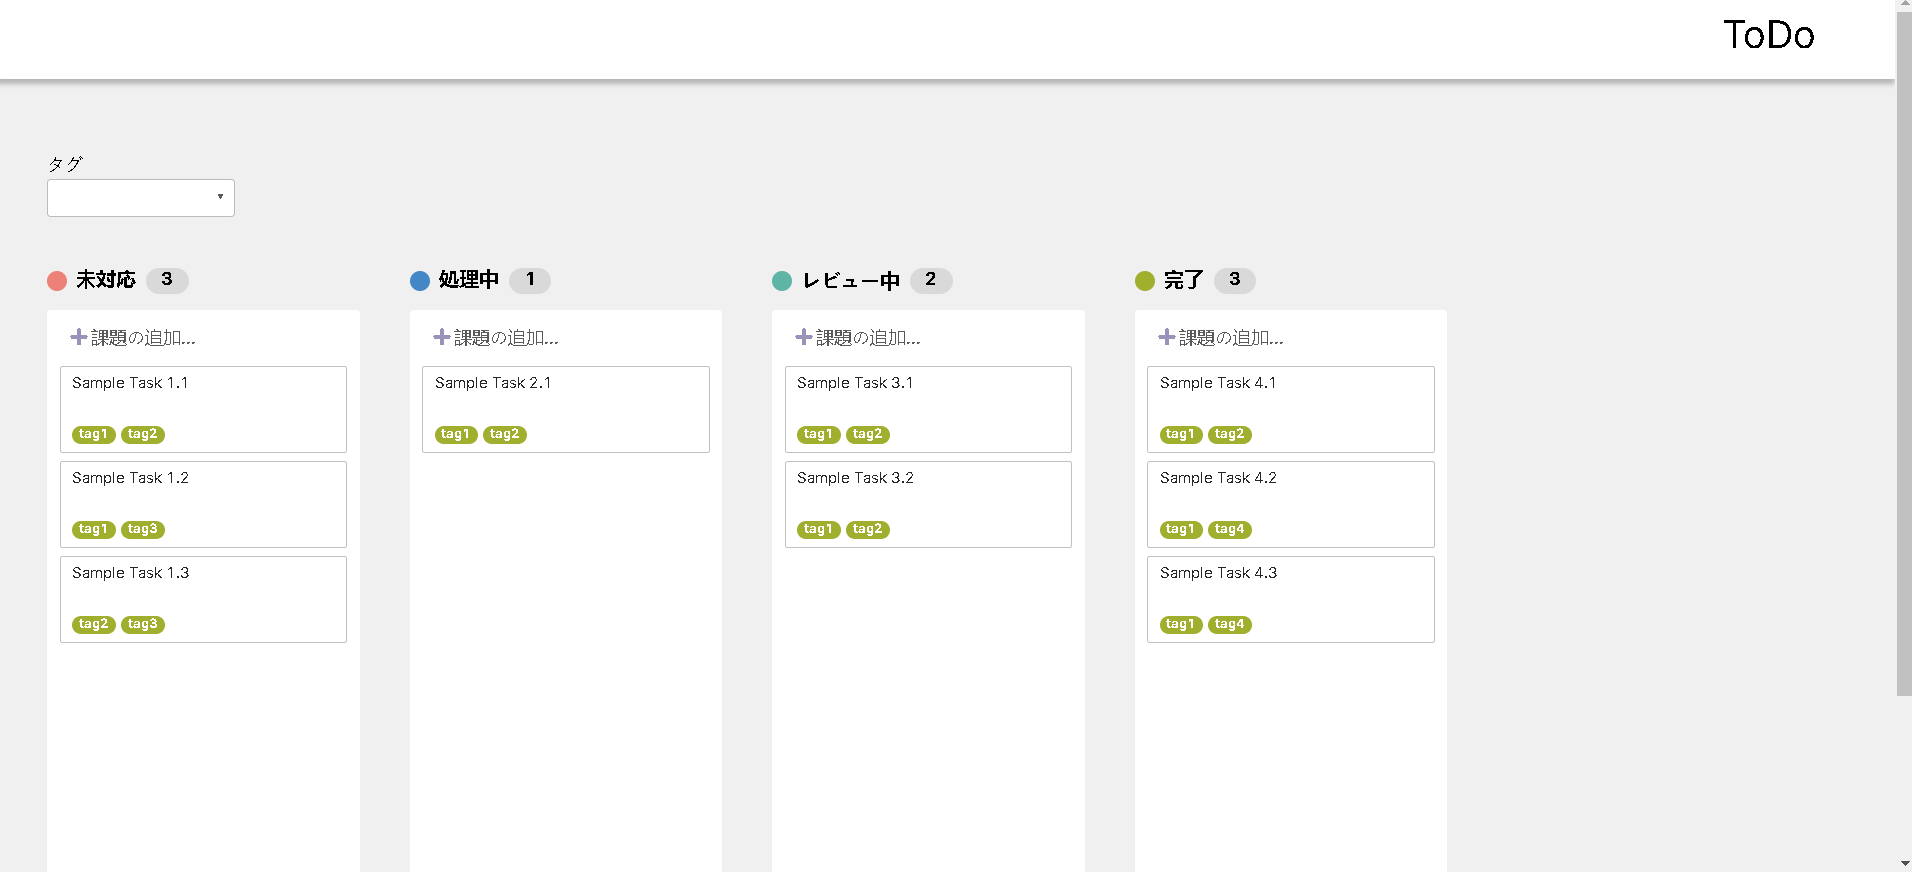 ToDo
タグ
未対応 3
課題の追加...
Sample Task 1.1
tag1 tag2
Sample Task 1.2
tag1 tag3
Sample Task 1.3
tag2 tag3
処理中 1
課題の追加...
Sample Task 2.1
tag1 tag2
レビュー中 2
課題の追加...
Sample Task 3.1
tag1 tag2
Sample Task 3.2
tag1 tag2
完了 3
課題の追加...
Sample Task 4.1
tag1 tag2
Sample Task 4.2
tag1 tag4
Sample Task 4.3
tag1 tag4